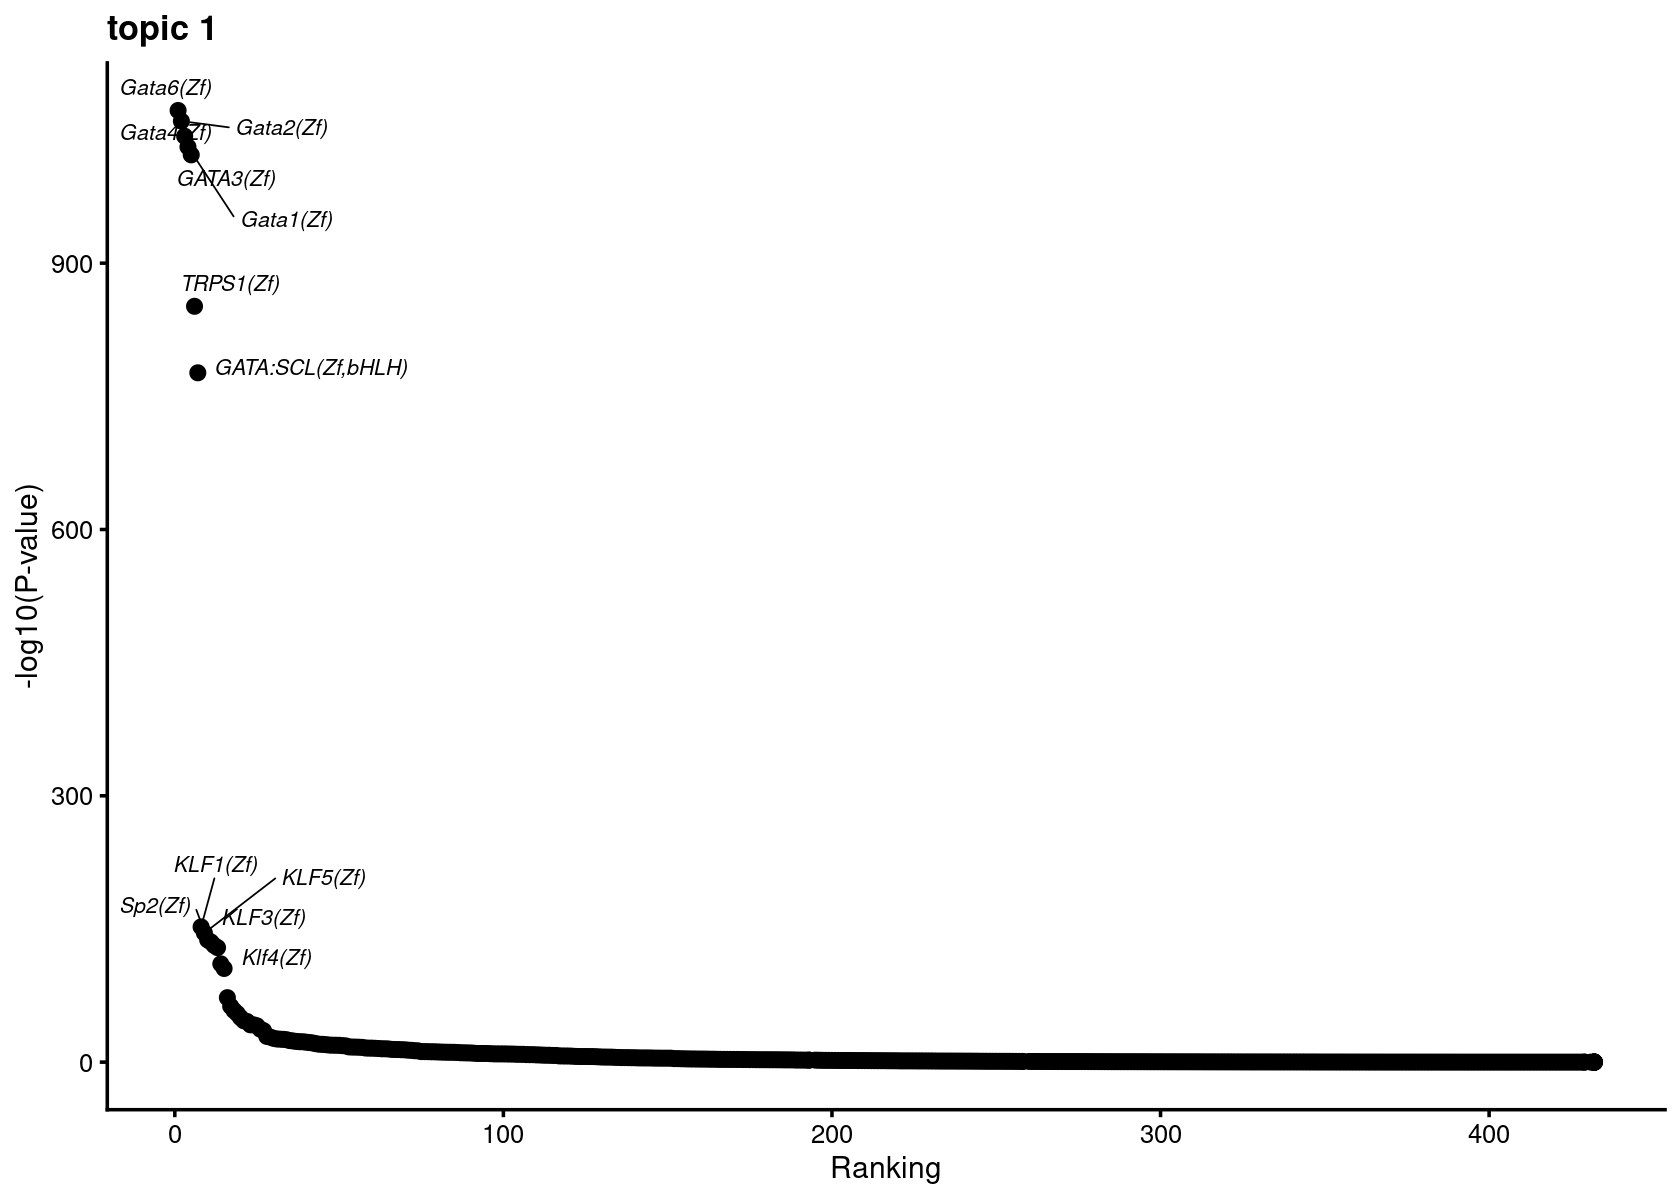 topic 1
Gata6(Zf)
Gata2(Zf)
Gata4(Zf)
GATA3(Zf)
Gata1(Zf)
TRPS1(Zf)
GATA:SCL(Zf,bHLH)
KLF1(Zf)
KLF5(Zf)
Sp2(Zf)
KLF3(Zf)
Klf4(Zf)
-log10(P-value)
900
600
300
0
0 100 200 300 400
Ranking